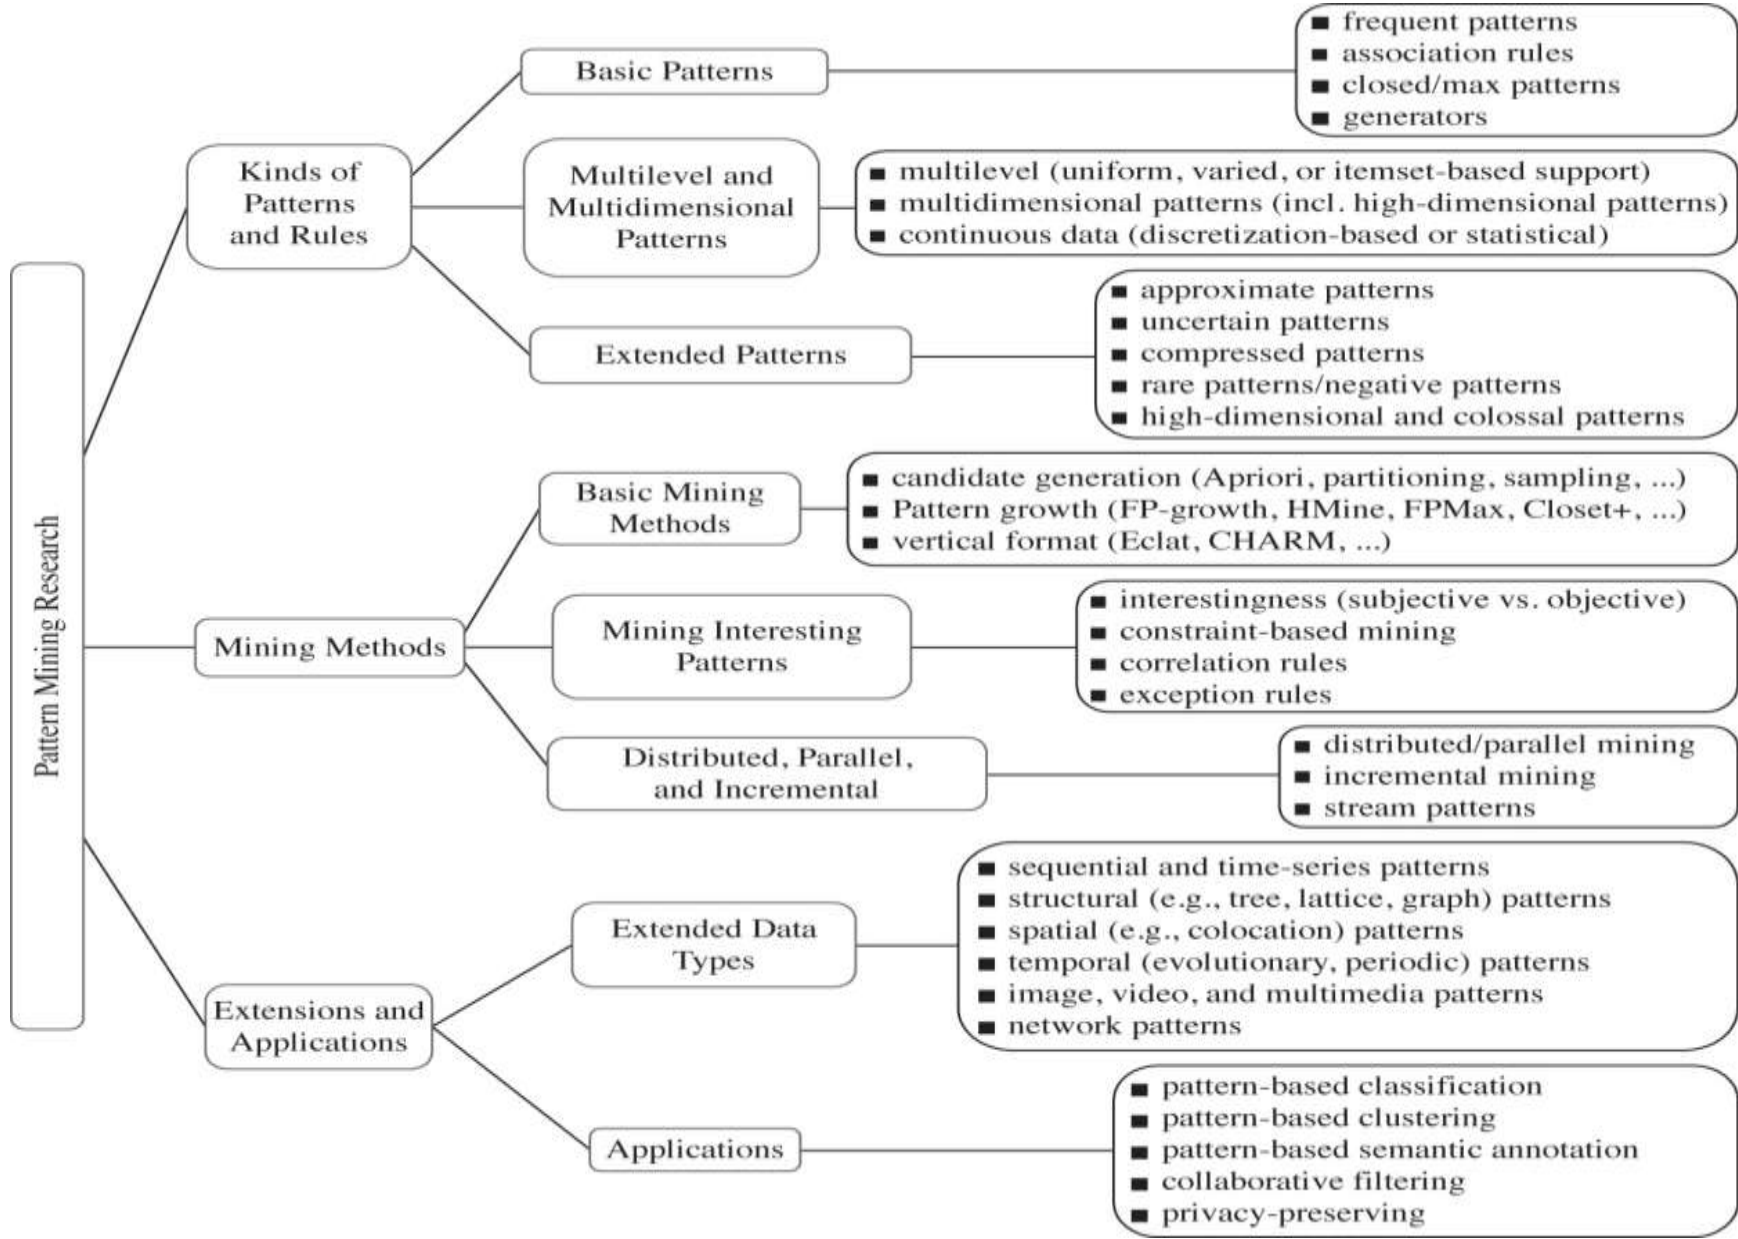 Pattern Mining Research
Kinds of
Patterns
and Rules
Basic Patterns
■ frequent patterns
■ association rules
■ closed/max patterns
■ generators
Multilevel and
Multidimensional
Patterns
■ multilevel (uniform, varied, or itemset-based support)
■ multidimensional patterns (incl. high-dimensional patterns)
■ continuous data (discretization-based or statistical)
Extended Patterns
■ approximate patterns
■ uncertain patterns
■ compressed patterns
■ rare patterns/negative patterns
■ high-dimensional and colossal patterns
Mining Methods
Basic Mining
Methods
■ candidate generation (Apriori, partitioning, sampling, ...)
■ Pattern growth (FP-growth, HMine, FPMax, Closet+, ...)
■ vertical format (Eclat, CHARM, ...)
Mining Interesting
Patterns
■ interestingness (subjective vs. objective)
■ constraint-based mining
■ correlation rules
■ exception rules
Distributed, Parallel,
and Incremental
■ distributed/parallel mining
■ incremental mining
■ stream patterns
Extensions and
Applications
Extended Data
Types
■ sequential and time-series patterns
■ structural (e.g., tree, lattice, graph) patterns
■ spatial (e.g., colocation) patterns
■ temporal (evolutionary, periodic) patterns
■ image, video, and multimedia patterns
■ network patterns
Applications
■ pattern-based classification
■ pattern-based clustering
■ pattern-based semantic annotation
■ collaborative filtering
■ privacy-preserving